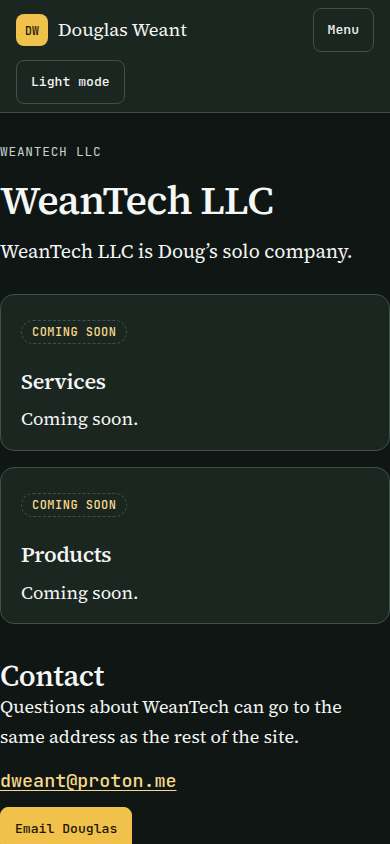 DW Douglas Weant
Menu
Light mode
WEANTECH LLC
WeanTech LLC
WeanTech LLC is Doug’s solo company.
COMING SOON
Services
Coming soon.
COMING SOON
Products
Coming soon.
Contact
Questions about WeanTech can go to the
same address as the rest of the site.
dweant@proton.me
Email Douglas